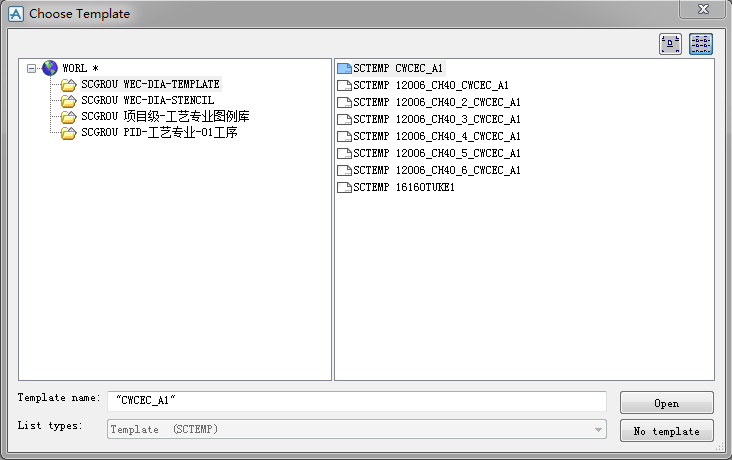 Choose Template
WORL *
SCGROU WEC-DIA-TEMPLATE
SCGROU WEC-DIA-STENCIL
SCGROU 项目级-工艺专业图例库
SCGROU PID-工艺专业-01工序
SCTEMP CWCEC_A1
SCTEMP 12006_CH40_CWCEC_A1
SCTEMP 12006_CH40_2_CWCEC_A1
SCTEMP 12006_CH40_3_CWCEC_A1
SCTEMP 12006_CH40_4_CWCEC_A1
SCTEMP 12006_CH40_5_CWCEC_A1
SCTEMP 12006_CH40_6_CWCEC_A1
SCTEMP 16160TUKE1
Template name: "CWCEC_A1" Open
List types: Template (SCTEMP) No template